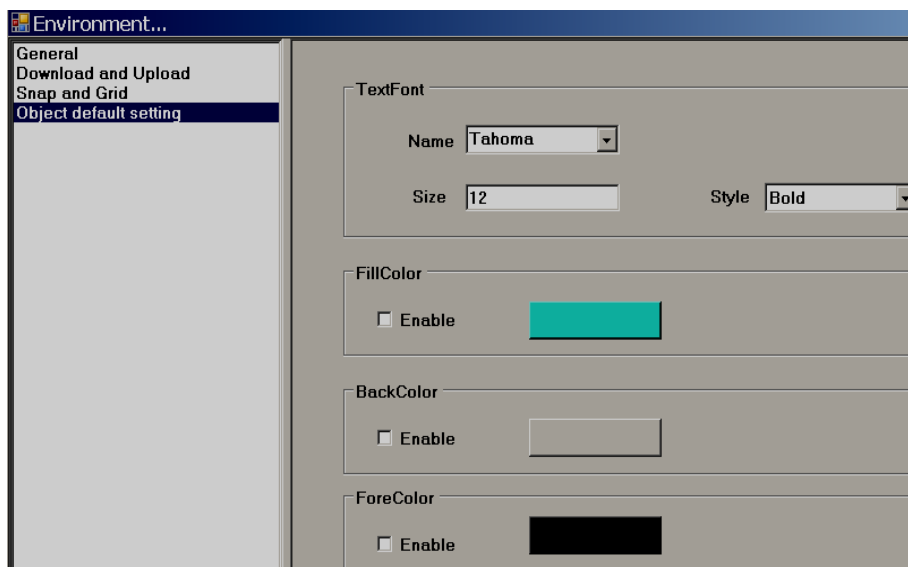 Environment...
General
Download and Upload
Snap and Grid
Object default setting
TextFont
Name Tahoma
Size 12 Style Bold
FillColor
Enable
BackColor
Enable
ForeColor
Enable